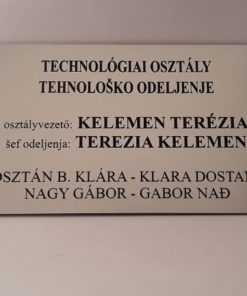 TECHNOLÓGIAI OSZTÁLY
TEHNOLOŠKO ODELJENJE
osztályvezető: KELEMEN TERÉZIA
šef odeljenja: TEREZIA KELEMEN
OSZTÁN B. KLÁRA - KLARA DOSTAN
NAGY GÁBOR - GABOR NAĐ